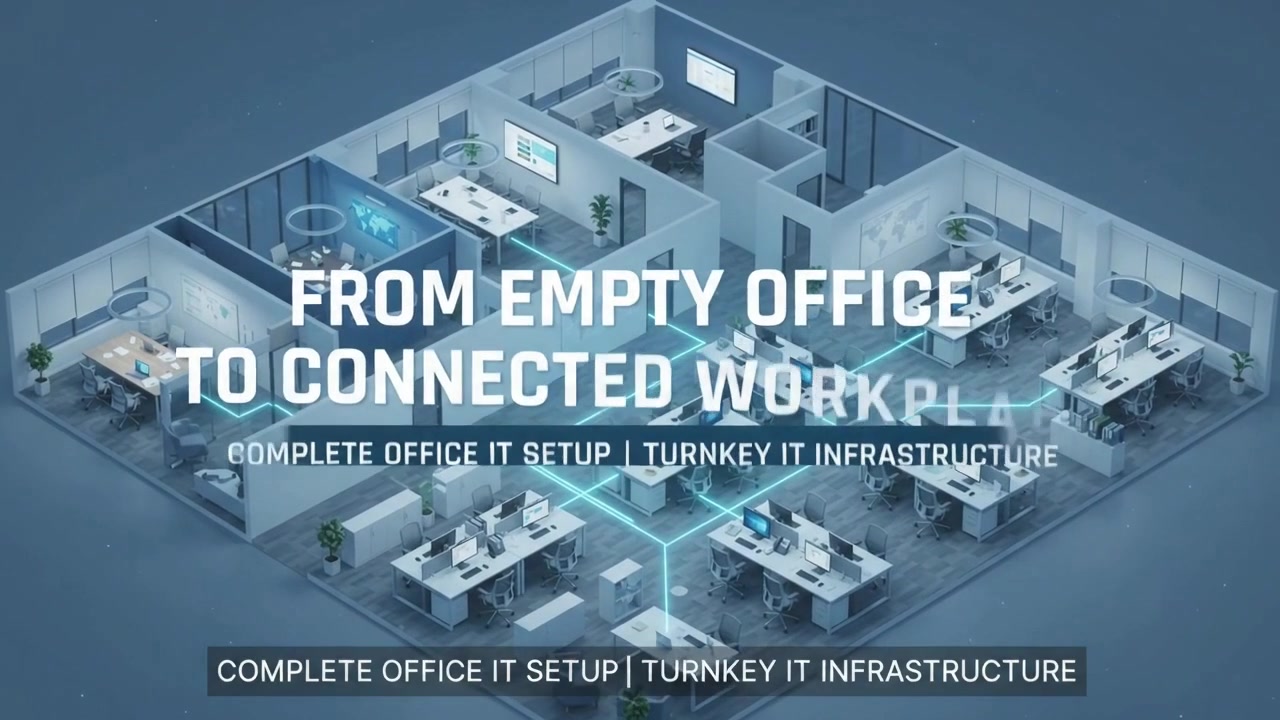 FROM EMPTY OFFICE
TO CONNECTED WORKPLA
COMPLETE OFFICE IT SETUP | TURNKEY IT INFRASTRUCTURE
COMPLETE OFFICE IT SETUP | TURNKEY IT INFRASTRUCTURE